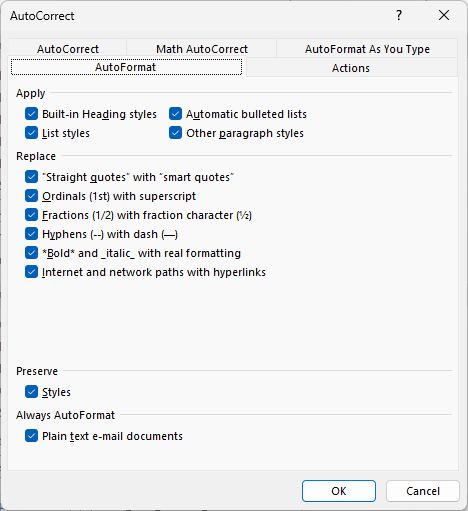 AutoCorrect ?
AutoCorrect Math AutoCorrect AutoFormat As You Type
AutoFormat Actions
Apply
Built-in Heading styles Automatic bulleted lists
List styles Other paragraph styles
Replace
"Straight quotes" with “smart quotes”
Ordinals (1st) with superscript
Fractions (1/2) with fraction character (½)
Hyphens (--) with dash (—)
*Bold* and _italic_ with real formatting
Internet and network paths with hyperlinks
Preserve
Styles
Always AutoFormat
Plain text e-mail documents
OK Cancel